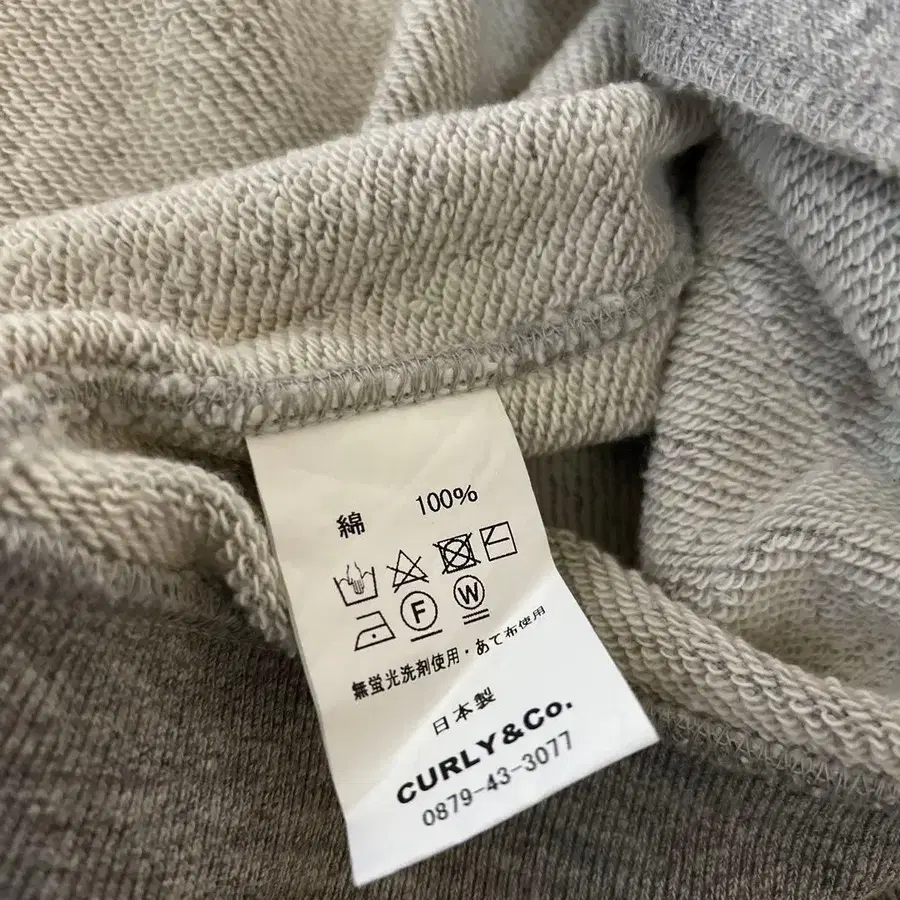 綿 100%
F W
無蛍光洗剤使用・あて布使用
日本製
CURLY&Co.
0879-43-3077